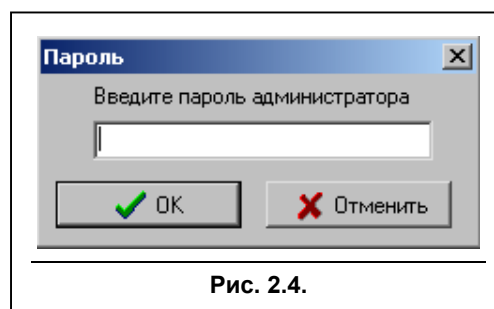 Пароль
Введите пароль администратора
OK Отменить
Рис. 2.4.